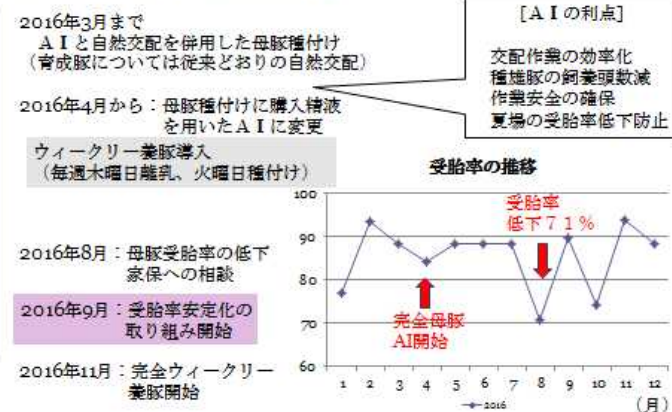 2016年3月まで
AIと自然交配を併用した母豚種付け
(育成豚については従来どおりの自然交配)
2016年4月から：母豚種付けに購入精液
を用いたAIに変更
ウィークリー養豚導入
(毎週木曜日離乳、火曜日種付け)
2016年8月：母豚受胎率の低下
家保への相談
2016年9月：受胎率安定化の
取り組み開始
2016年11月：完全ウィークリー
養豚開始
[ＡＩの利点]
交配作業の効率化
種雄豚の飼養頭数減
作業安全の確保
夏場の受胎率低下防止
受胎率の推移
受胎率
低下７１％
完全母豚
AI開始
100
90
80
70
60
1 2 3 4 5 6 7 8 9 10 11 12
2016
(月)